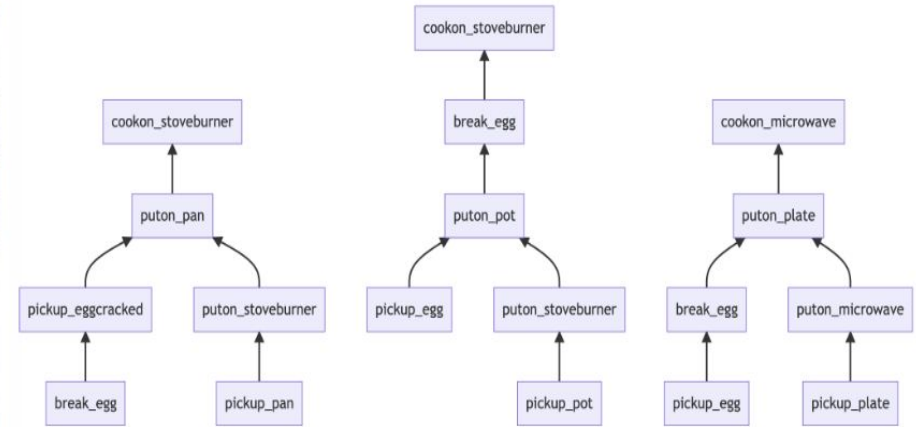 cookon_stoveburner
cookon_stoveburner
break_egg
cookon_microwave
puton_pan
puton_pot
puton_plate
pickup_eggcracked
puton_stoveburner
pickup_egg
puton_stoveburner
break_egg
puton_microwave
break_egg
pickup_pan
pickup_pot
pickup_egg
pickup_plate